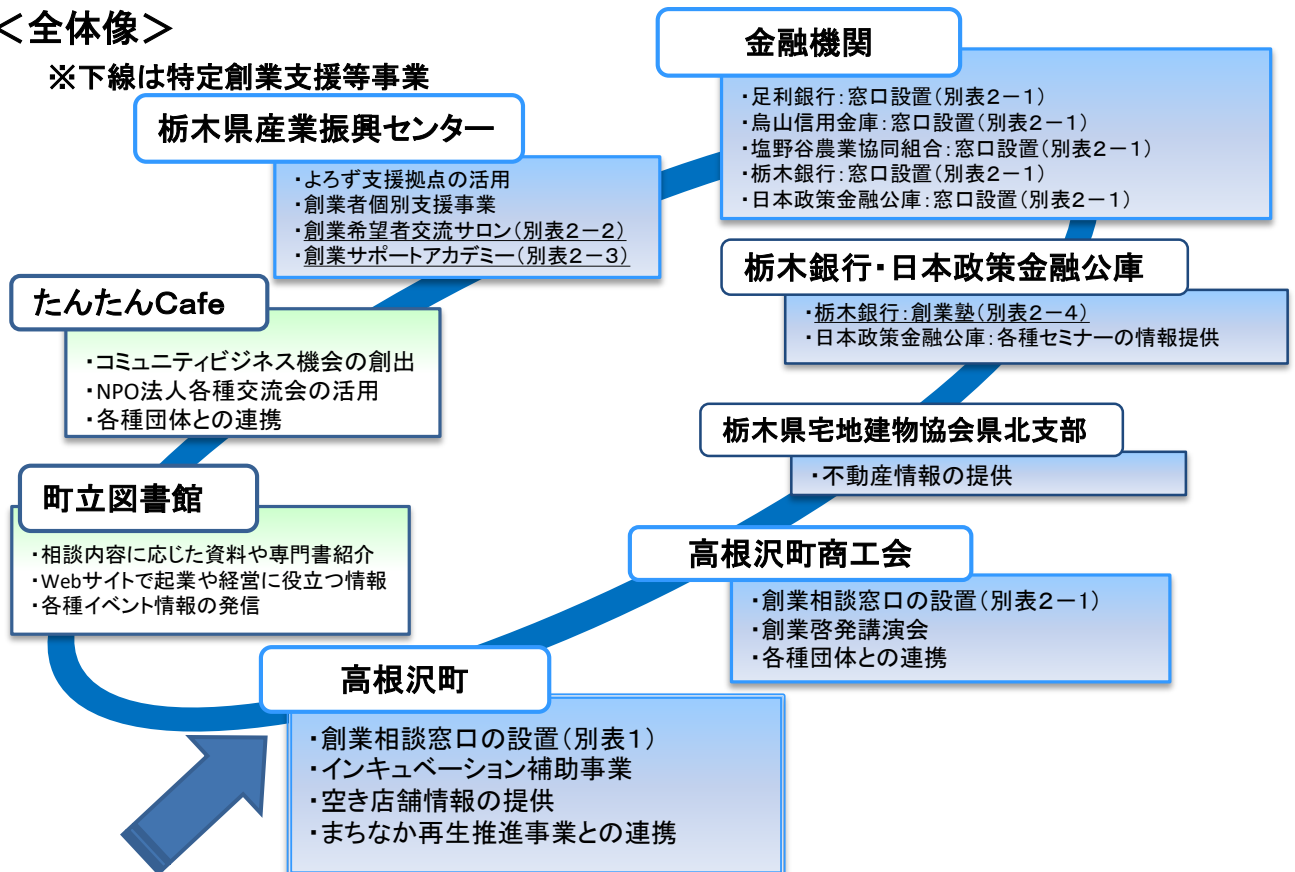 ＜全体像＞
※下線は特定創業支援等事業
金融機関
・足利銀行：窓口設置（別表２－１）
・烏山信用金庫：窓口設置（別表２－１）
・塩野谷農業協同組合：窓口設置（別表２－１）
・栃木銀行：窓口設置（別表２－１）
・日本政策金融公庫：窓口設置（別表２－１）
栃木県産業振興センター
・よろず支援拠点の活用
・創業者個別支援事業
・創業希望者交流サロン（別表２－２）
・創業サポートアカデミー（別表２－３）
栃木銀行・日本政策金融公庫
・栃木銀行：創業塾（別表２－４）
・日本政策金融公庫：各種セミナーの情報提供
たんたんCafe
・コミュニティビジネス機会の創出
・NPO法人各種交流会の活用
・各種団体との連携
栃木県宅地建物協会県北支部
・不動産情報の提供
町立図書館
・相談内容に応じた資料や専門書紹介
・Webサイトで起業や経営に役立つ情報
・各種イベント情報の発信
高根沢町商工会
・創業相談窓口の設置（別表２－１）
・創業啓発講演会
・各種団体との連携
高根沢町
・創業相談窓口の設置（別表１）
・インキュベーション補助事業
・空き店舗情報の提供
・まちなか再生推進事業との連携